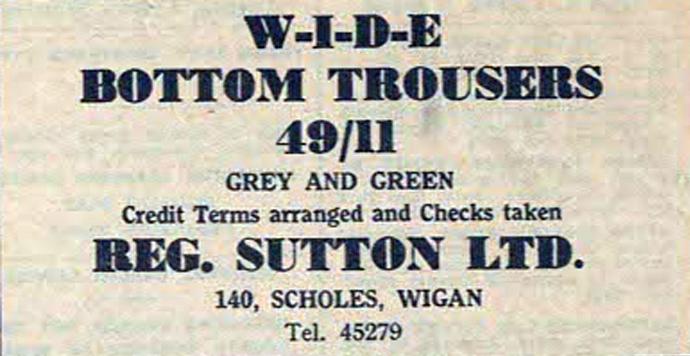 W-I-D-E
BOTTOM TROUSERS
49/11
GREY AND GREEN
Credit Terms arranged and Checks taken
REG. SUTTON LTD.
140, SCHOLES, WIGAN
Tel. 45279